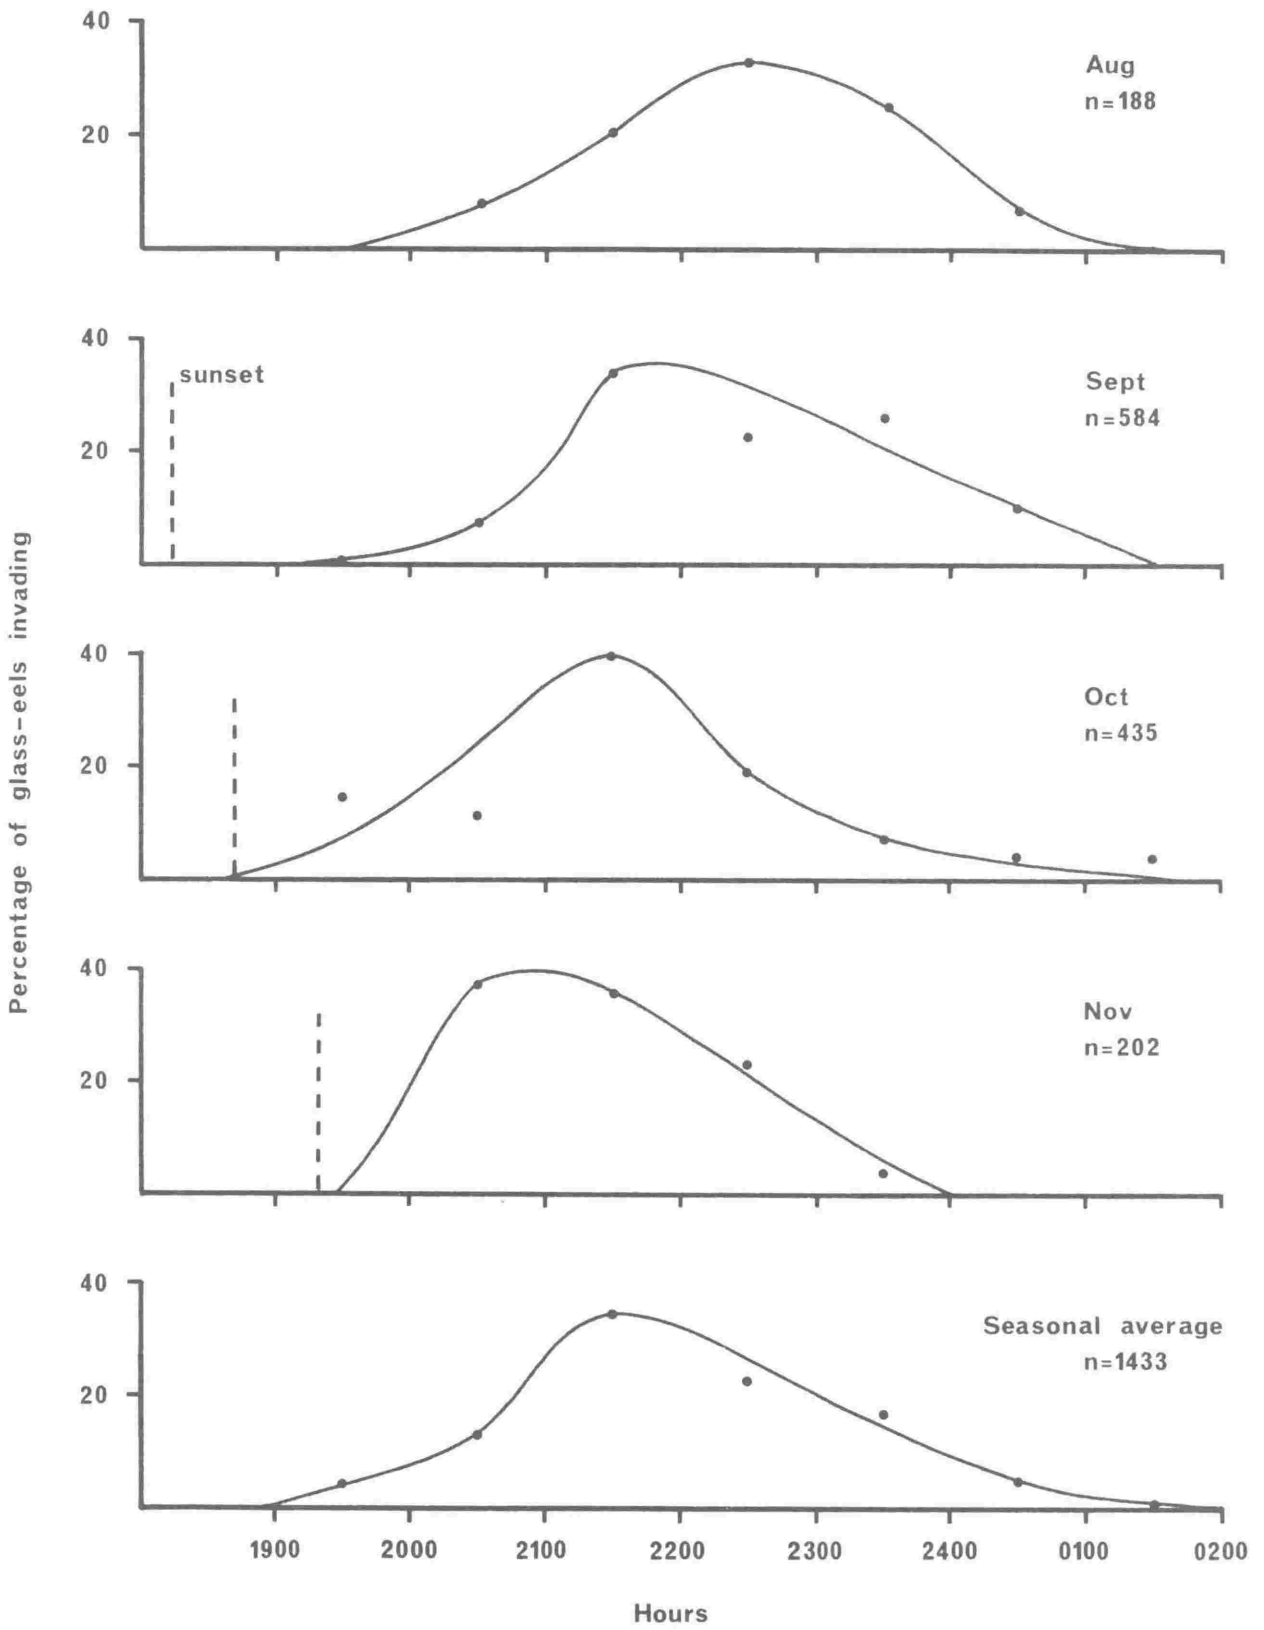 40
20
Aug
n=188
40
20
sunset
Sept
n=584
40
20
Oct
n=435
40
20
Nov
n=202
40
20
Seasonal average
n=1433
1900 2000 2100 2200 2300 2400 0100 0200
Hours
Percentage of glass-eels invading